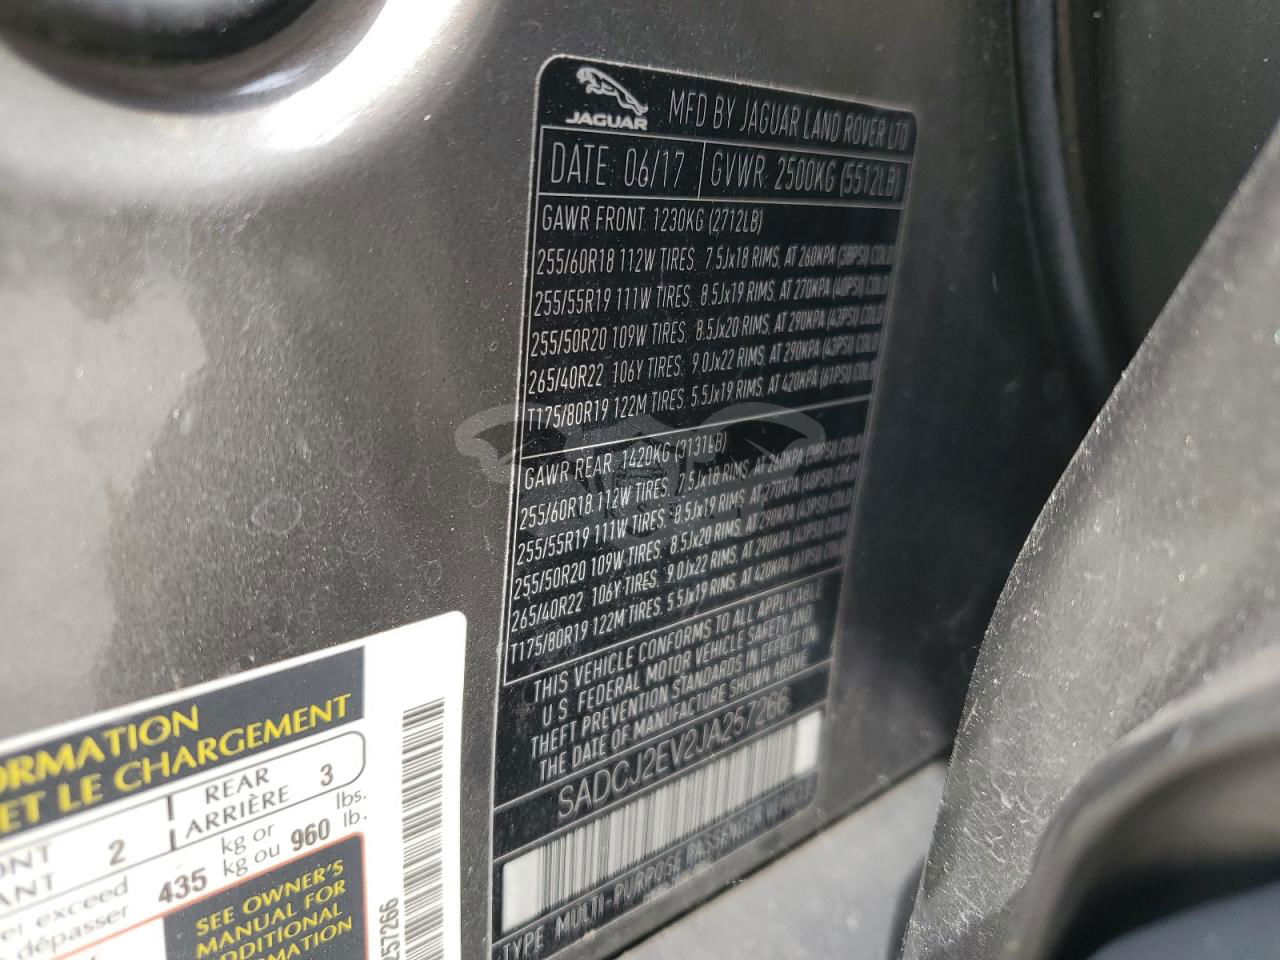 JAGUAR
MFD BY JAGUAR LAND ROVER LTD
DATE: 06/17 GVWR: 2500KG (5512LB)
GAWR FRONT: 1230KG (2712LB)
255/60R18 112W TIRES; 7.5Jx18 RIMS, AT 260KPA (38PSI) COLD
255/55R19 111W TIRES; 8.5Jx19 RIMS, AT 270KPA (40PSI) COLD
255/50R20 109W TIRES; 8.5Jx20 RIMS, AT 290KPA (43PSI) COLD
265/40R22 106Y TIRES; 9.0Jx22 RIMS, AT 290KPA (43PSI) COLD
T175/80R19 122M TIRES; 5.5Jx19 RIMS, AT 420KPA (61PSI) COLD
GAWR REAR: 1420KG (3131LB)
255/60R18 112W TIRES; 7.5Jx18 RIMS, AT 260KPA (38PSI) COLD
255/55R19 111W TIRES; 8.5Jx19 RIMS, AT 270KPA (40PSI) COLD
255/50R20 109W TIRES; 8.5Jx20 RIMS, AT 290KPA (43PSI) COLD
265/40R22 106Y TIRES; 9.0Jx22 RIMS, AT 290KPA (43PSI) COLD
T175/80R19 122M TIRES; 5.5Jx19 RIMS, AT 420KPA (61PSI) COLD
THIS VEHICLE CONFORMS TO ALL APPLICABLE
U.S. FEDERAL MOTOR VEHICLE SAFETY AND
THEFT PREVENTION STANDARDS IN EFFECT ON
THE DATE OF MANUFACTURE SHOWN ABOVE
SADCJ2EV2JA257266
TYPE: MULTI-PURPOSE PASSENGER VEHICLE
ORMATION
ET LE CHARGEMENT
ONT 2 REAR 3
ANT ARRIÈRE
er exceed 435 kg or 960 lbs.
dépasser kg ou lb.
SEE OWNER'S
MANUAL FOR
ADDITIONAL
RMATION
257266